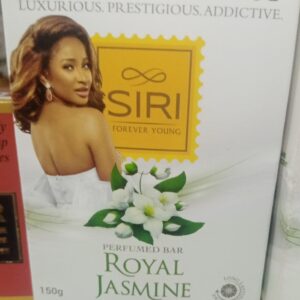 LUXURIOUS. PRESTIGIOUS. ADDICTIVE.
SIRI
FOREVER YOUNG
PERFUMED BAR
ROYAL
JASMINE
150g